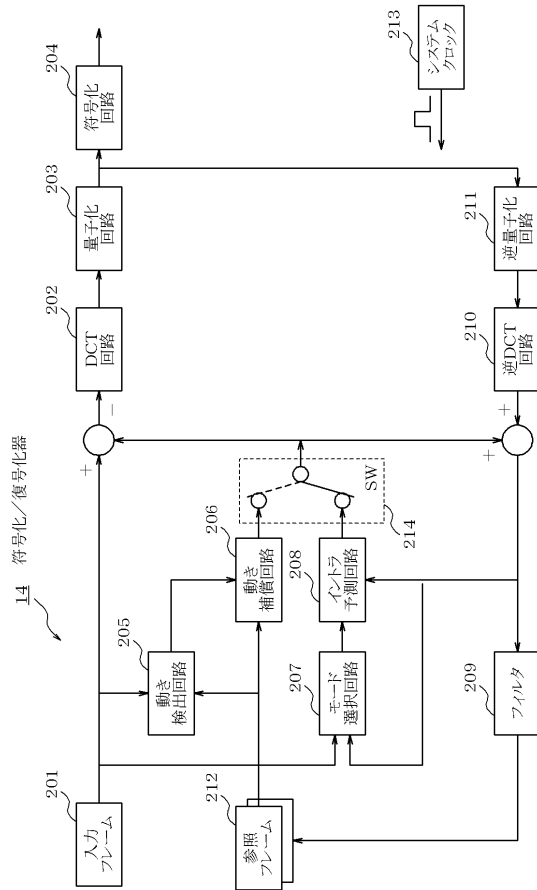 14
符号化/復号化器
201
入力
フレーム
+
-
202
DCT
回路
203
量子化
回路
204
符号化
回路
205
動き
検出回路
206
動き
補償回路
SW
214
212
参照
フレーム
207
モード
選択回路
208
イントラ
予測回路
209
フィルタ
+
+
210
逆DCT
回路
211
逆量子化
回路
213
システム
クロック